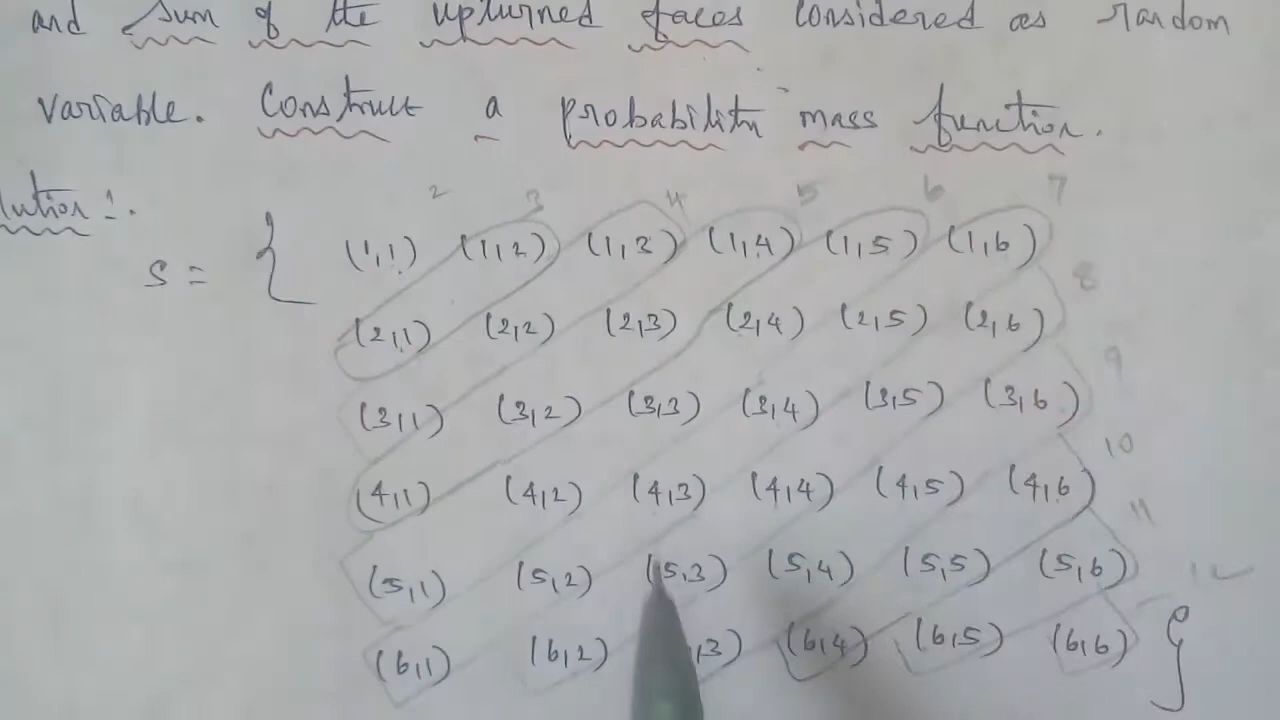 and sum of the upturned faces considered as random
variable. Construct a probability mass function.
lution :.
2 3 4 5 6 7
S = { (1,1) (1,2) (1,3) (1,4) (1,5) (1,6)
8
(2,1) (2,2) (2,3) (2,4) (2,5) (2,6)
9
(3,1) (3,2) (3,3) (3,4) (3,5) (3,6)
10
(4,1) (4,2) (4,3) (4,4) (4,5) (4,6)
11
(5,1) (5,2) (5,3) (5,4) (5,5) (5,6)
12
(6,1) (6,2) ,3) (6,4) (6,5) (6,6) }